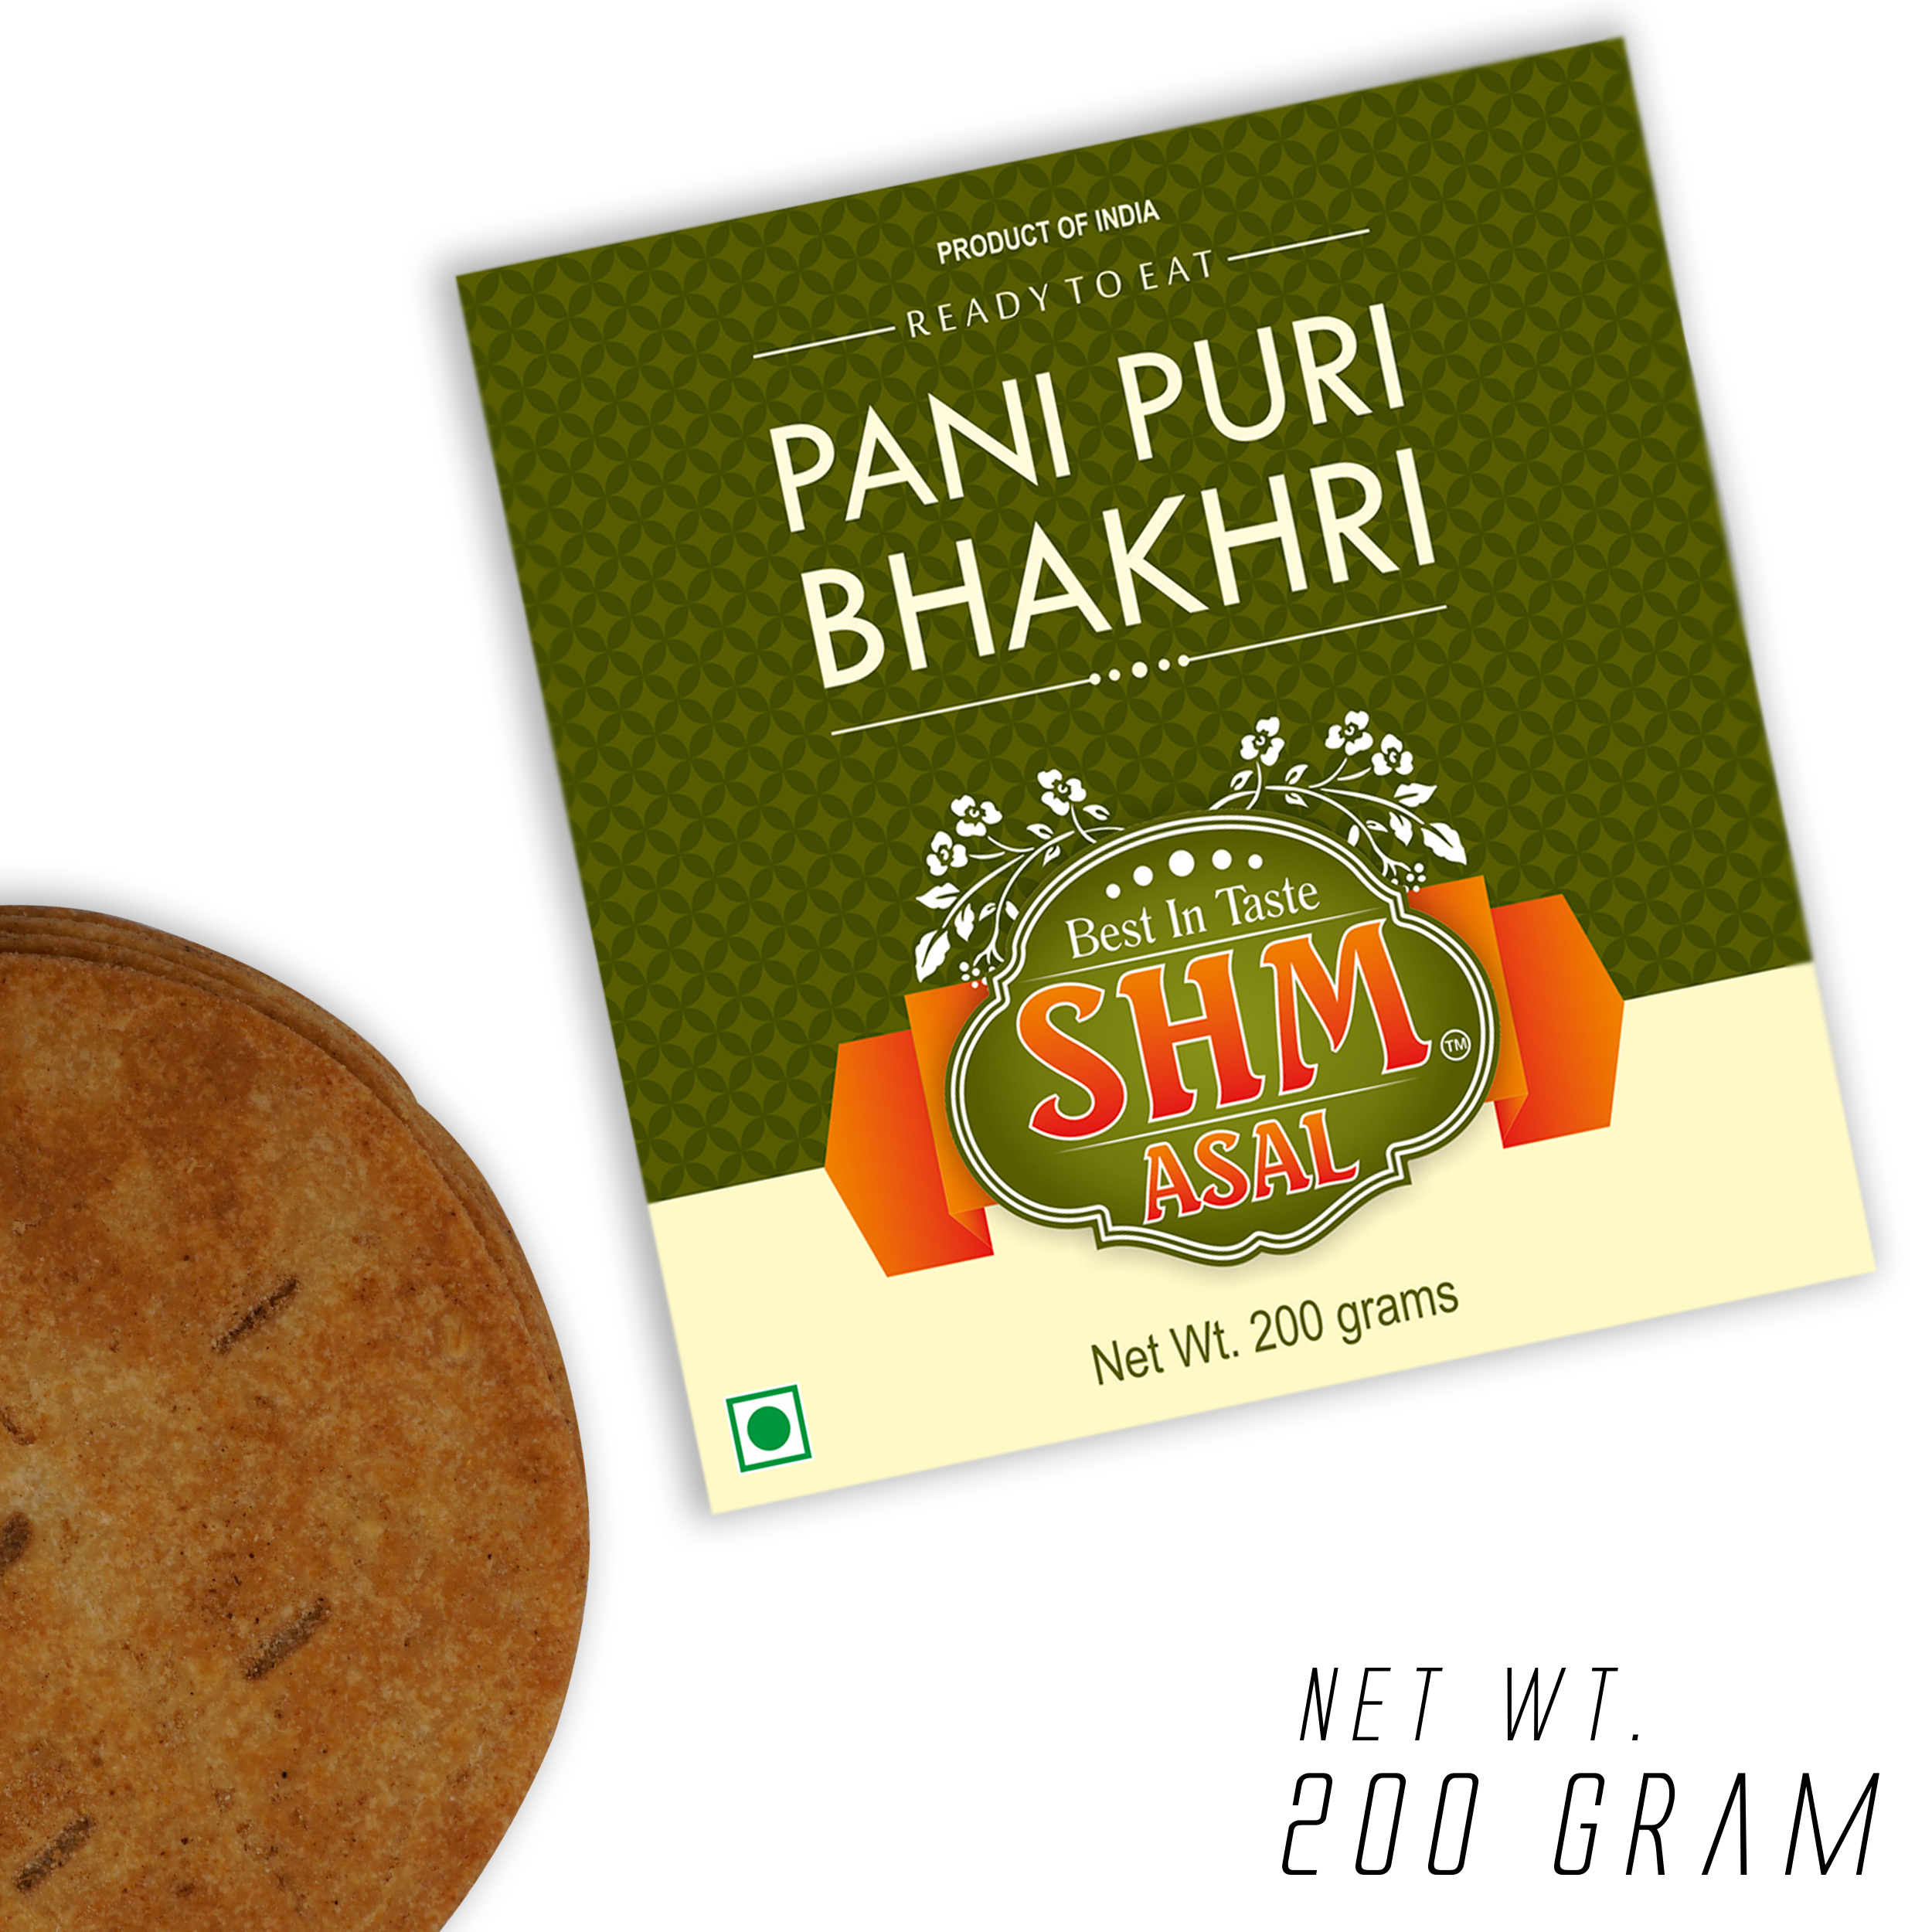 PRODUCT OF INDIA
READY TO EAT
PANI PURI
BHAKHRI
Best In Taste
SHM
TM
ASAL
Net Wt. 200 grams
NET WT.
200 GRAM